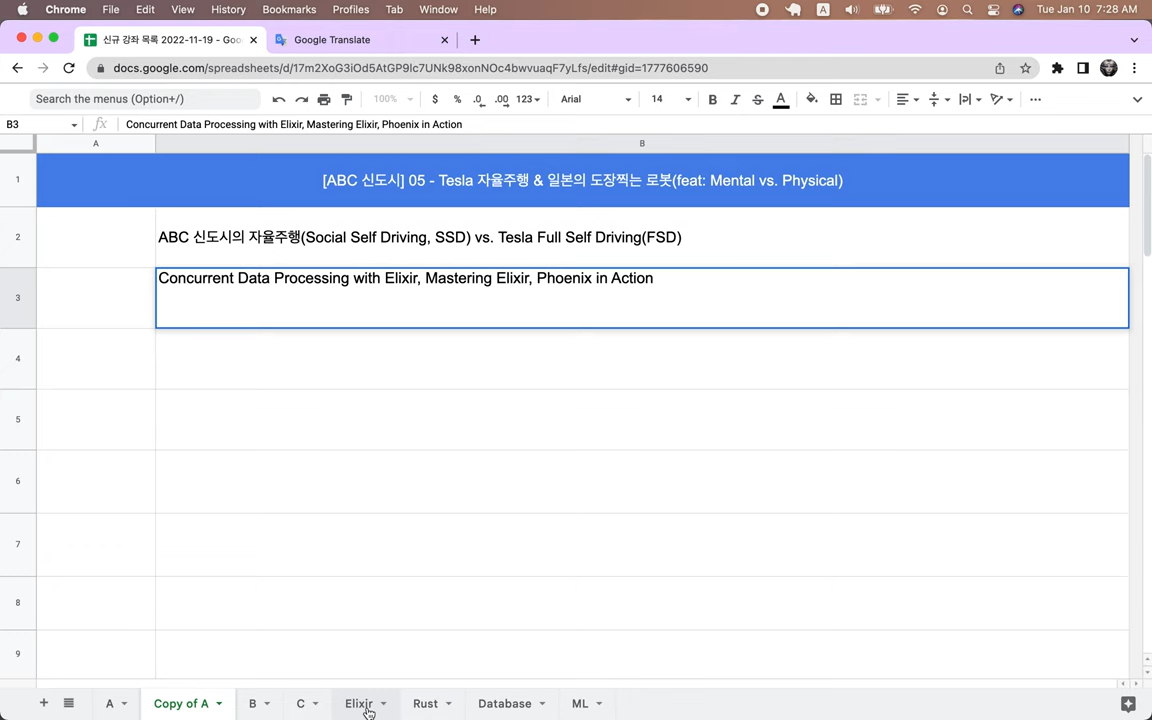 Chrome File Edit View History Bookmarks Profiles Tab Window Help A Tue Jan 10 7:28 AM
신규 강좌 목록 2022-11-19 - Goo Google Translate
docs.google.com/spreadsheets/d/17m2XoG3iOd5AtGP9lc7UNk98xonNOc4bwvuaqF7yLfs/edit#gid=1777606590
Search the menus (Option+/) 100% $ % .0 .00 123 Arial 14 B I S A
B3 fx Concurrent Data Processing with Elixir, Mastering Elixir, Phoenix in Action
A B
1 [ABC 신도시] 05 - Tesla 자율주행 & 일본의 도장찍는 로봇(feat: Mental vs. Physical)
2 ABC 신도시의 자율주행(Social Self Driving, SSD) vs. Tesla Full Self Driving(FSD)
3 Concurrent Data Processing with Elixir, Mastering Elixir, Phoenix in Action
4
5
6
7
8
9
A Copy of A B C Elixir Rust Database ML